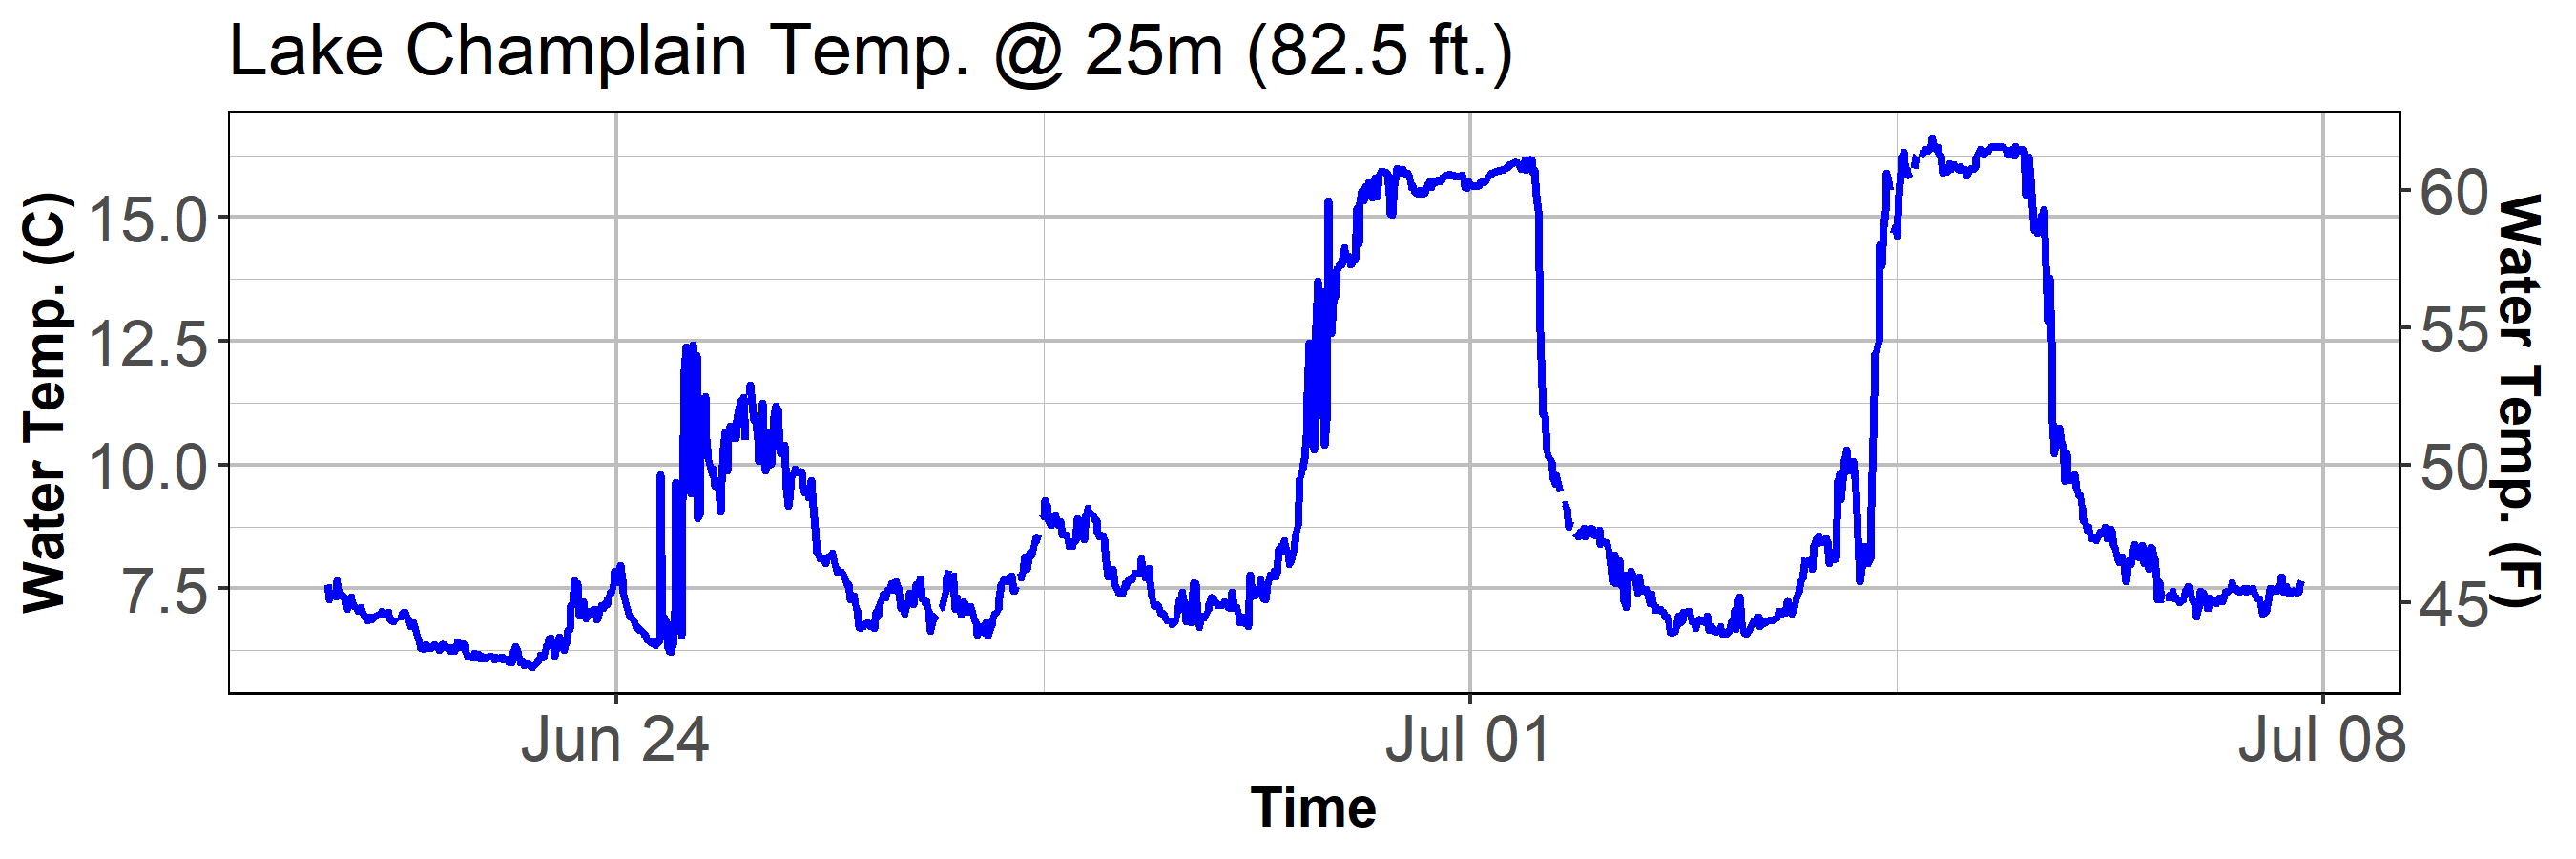 Lake Champlain Temp. @ 25m (82.5 ft.)
Water Temp. (C)
15.0
12.5
10.0
7.5
60
55
50
45
Water Temp. (F)
Jun 24
Jul 01
Jul 08
Time